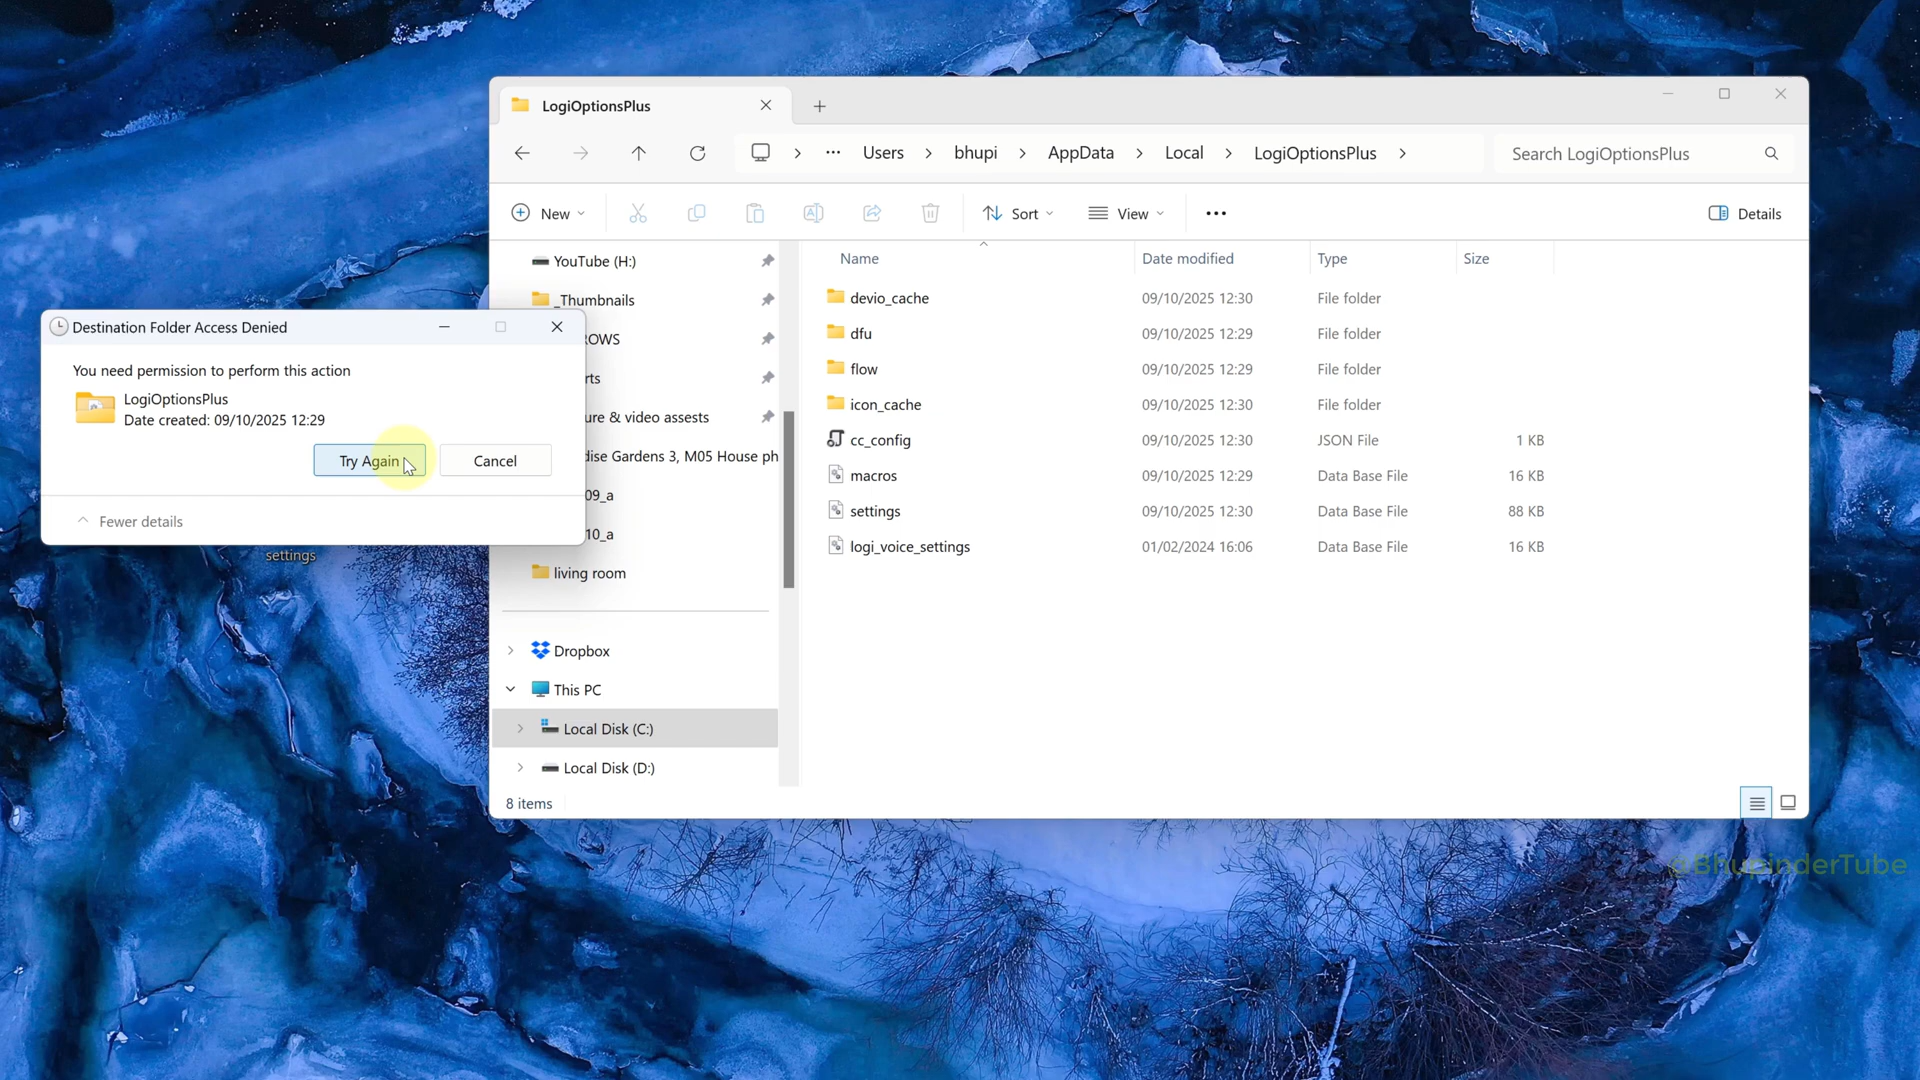 LogiOptionsPlus
Users
bhupi
AppData
Local
LogiOptionsPlus
Search LogiOptionsPlus
New
Sort
View
Details
YouTube (H:)
_Thumbnails
ROWS
rts
ure & video assests
dise Gardens 3, M05 House ph
09_a
10_a
living room
Dropbox
This PC
Local Disk (C:)
Local Disk (D:)
8 items
Name Date modified Type Size
devio_cache 09/10/2025 12:30 File folder
dfu 09/10/2025 12:29 File folder
flow 09/10/2025 12:29 File folder
icon_cache 09/10/2025 12:30 File folder
cc_config 09/10/2025 12:30 JSON File 1 KB
macros 09/10/2025 12:29 Data Base File 16 KB
settings 09/10/2025 12:30 Data Base File 88 KB
logi_voice_settings 01/02/2024 16:06 Data Base File 16 KB
Destination Folder Access Denied
You need permission to perform this action
LogiOptionsPlus
Date created: 09/10/2025 12:29
Try Again
Cancel
Fewer details
settings
@BhupinderTube